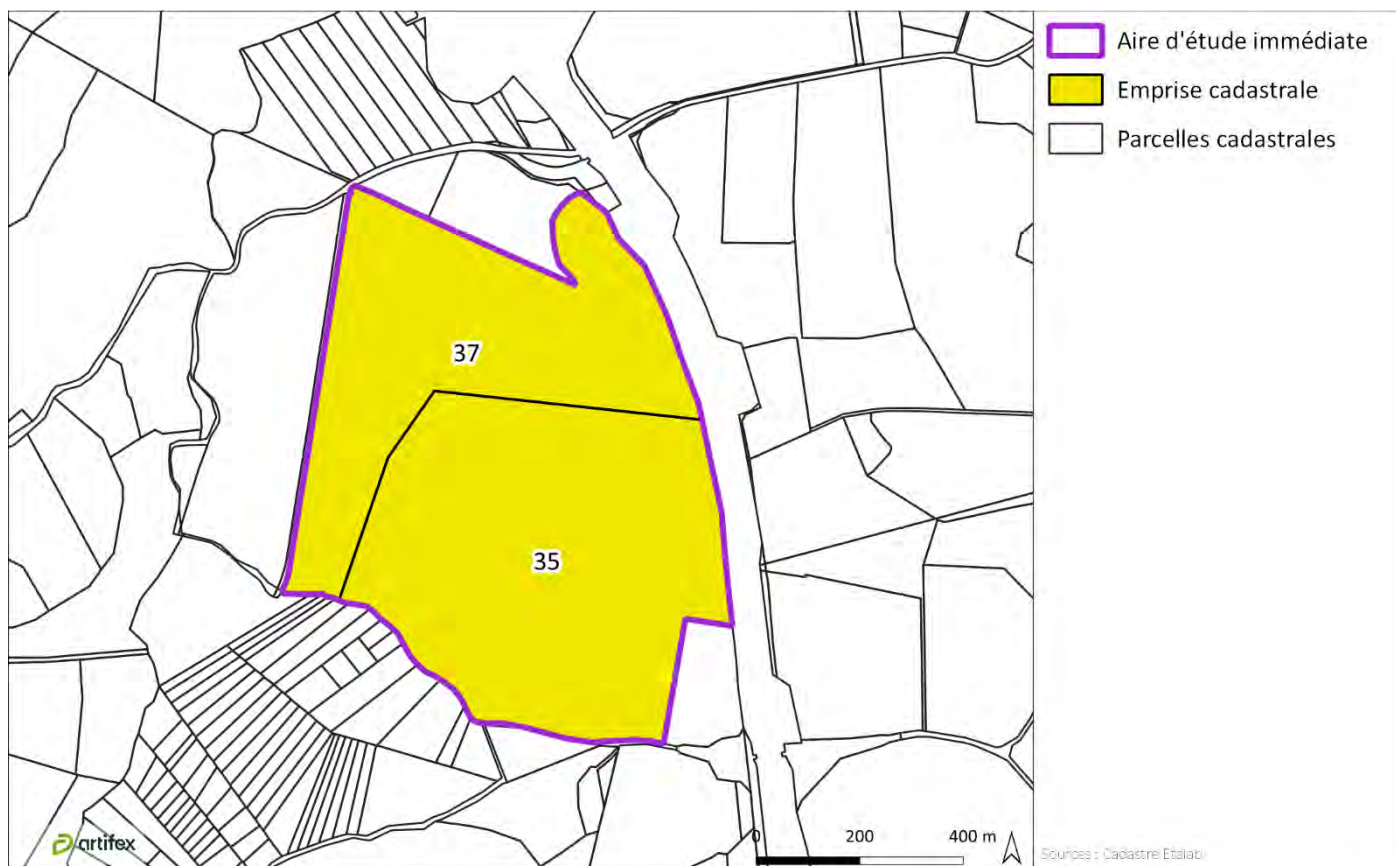 Aire d'étude immédiate
Emprise cadastrale
Parcelles cadastrales
37
35
artifex
0 200 400 m
Sources : Cadastre Etalab